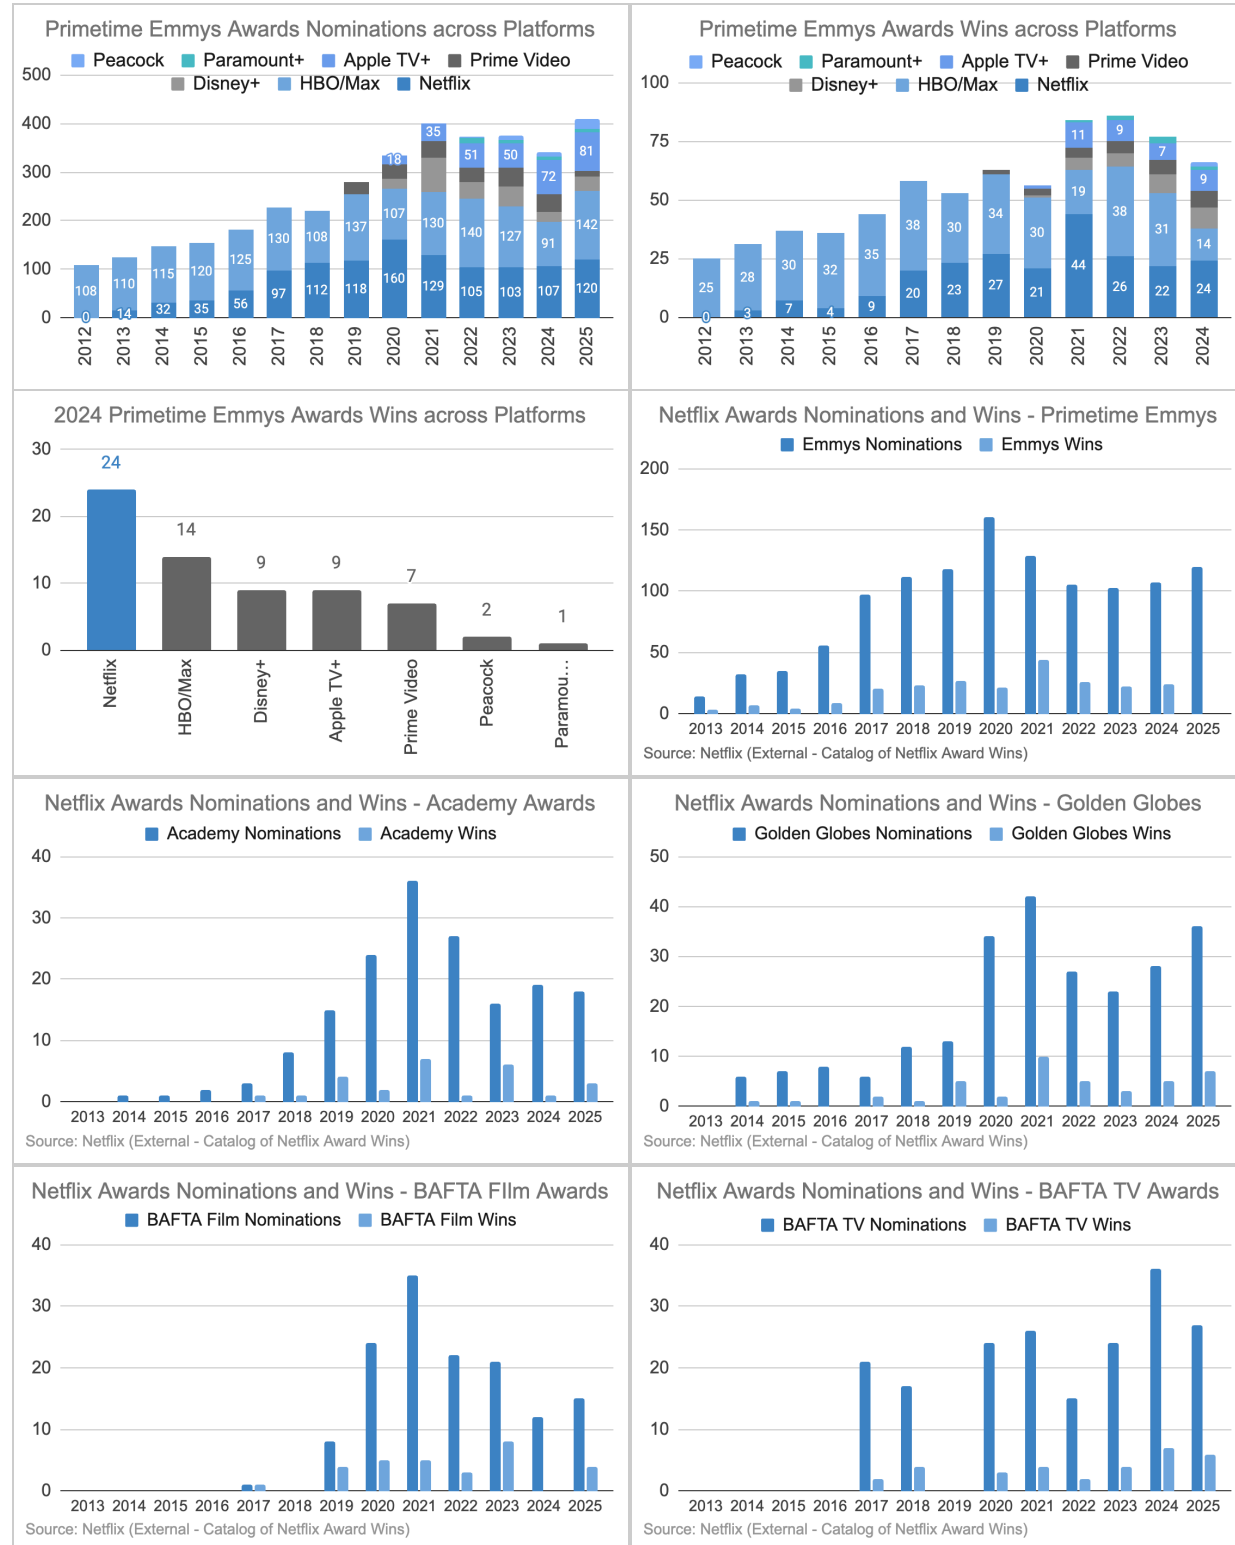 Primetime Emmys Awards Nominations across Platforms
Peacock Paramount+ Apple TV+ Prime Video
Disney+ HBO/Max Netflix
500
400
300
200
100
0
35
18 51 50 72 81
107 130 140 127 91 142
108 110 115 120 125 130 108 137
0 14 32 35 56 97 112 118 160 129 105 103 107 120
2012 2013 2014 2015 2016 2017 2018 2019 2020 2021 2022 2023 2024 2025
Primetime Emmys Awards Wins across Platforms
Peacock Paramount+ Apple TV+ Prime Video
Disney+ HBO/Max Netflix
100
75
50
25
0
11 9 7 9
25 28 30 32 35 38 30 34 30 19 38 31 14
0 3 7 4 9 20 23 27 21 44 26 22 24
2012 2013 2014 2015 2016 2017 2018 2019 2020 2021 2022 2023 2024
2024 Primetime Emmys Awards Wins across Platforms
30
20
10
0
24 14 9 9 7 2 1
Netflix HBO/Max Disney+ Apple TV+ Prime Video Peacock Paramou…
Netflix Awards Nominations and Wins - Primetime Emmys
Emmys Nominations Emmys Wins
200
150
100
50
0
2013 2014 2015 2016 2017 2018 2019 2020 2021 2022 2023 2024 2025
Source: Netflix (External - Catalog of Netflix Award Wins)
Netflix Awards Nominations and Wins - Academy Awards
Academy Nominations Academy Wins
40
30
20
10
0
2013 2014 2015 2016 2017 2018 2019 2020 2021 2022 2023 2024 2025
Source: Netflix (External - Catalog of Netflix Award Wins)
Netflix Awards Nominations and Wins - Golden Globes
Golden Globes Nominations Golden Globes Wins
50
40
30
20
10
0
2013 2014 2015 2016 2017 2018 2019 2020 2021 2022 2023 2024 2025
Source: Netflix (External - Catalog of Netflix Award Wins)
Netflix Awards Nominations and Wins - BAFTA FIlm Awards
BAFTA Film Nominations BAFTA Film Wins
40
30
20
10
0
2013 2014 2015 2016 2017 2018 2019 2020 2021 2022 2023 2024 2025
Source: Netflix (External - Catalog of Netflix Award Wins)
Netflix Awards Nominations and Wins - BAFTA TV Awards
BAFTA TV Nominations BAFTA TV Wins
40
30
20
10
0
2013 2014 2015 2016 2017 2018 2019 2020 2021 2022 2023 2024 2025
Source: Netflix (External - Catalog of Netflix Award Wins)